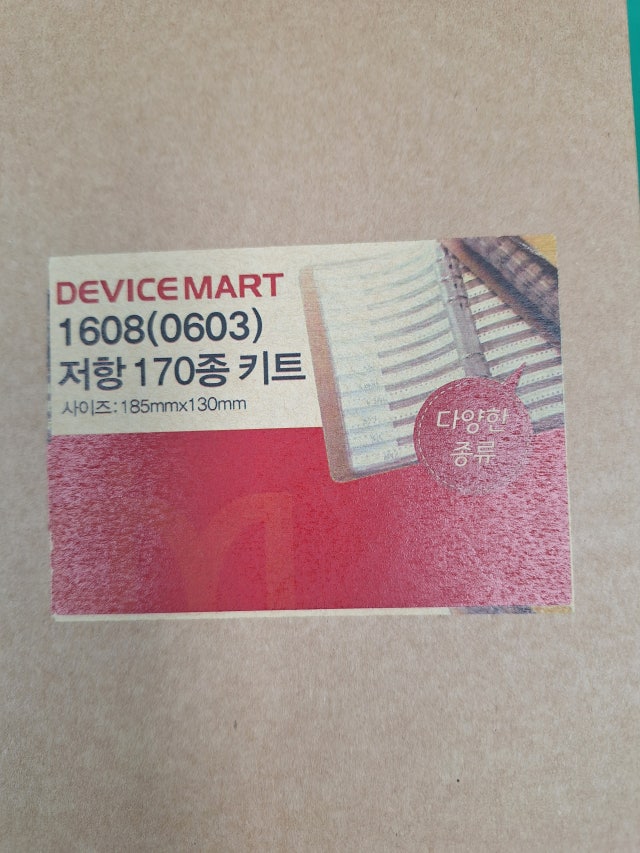 DEVICEMART
1608(0603)
저항 170종 키트
사이즈 : 185mmx130mm
다양한
종류